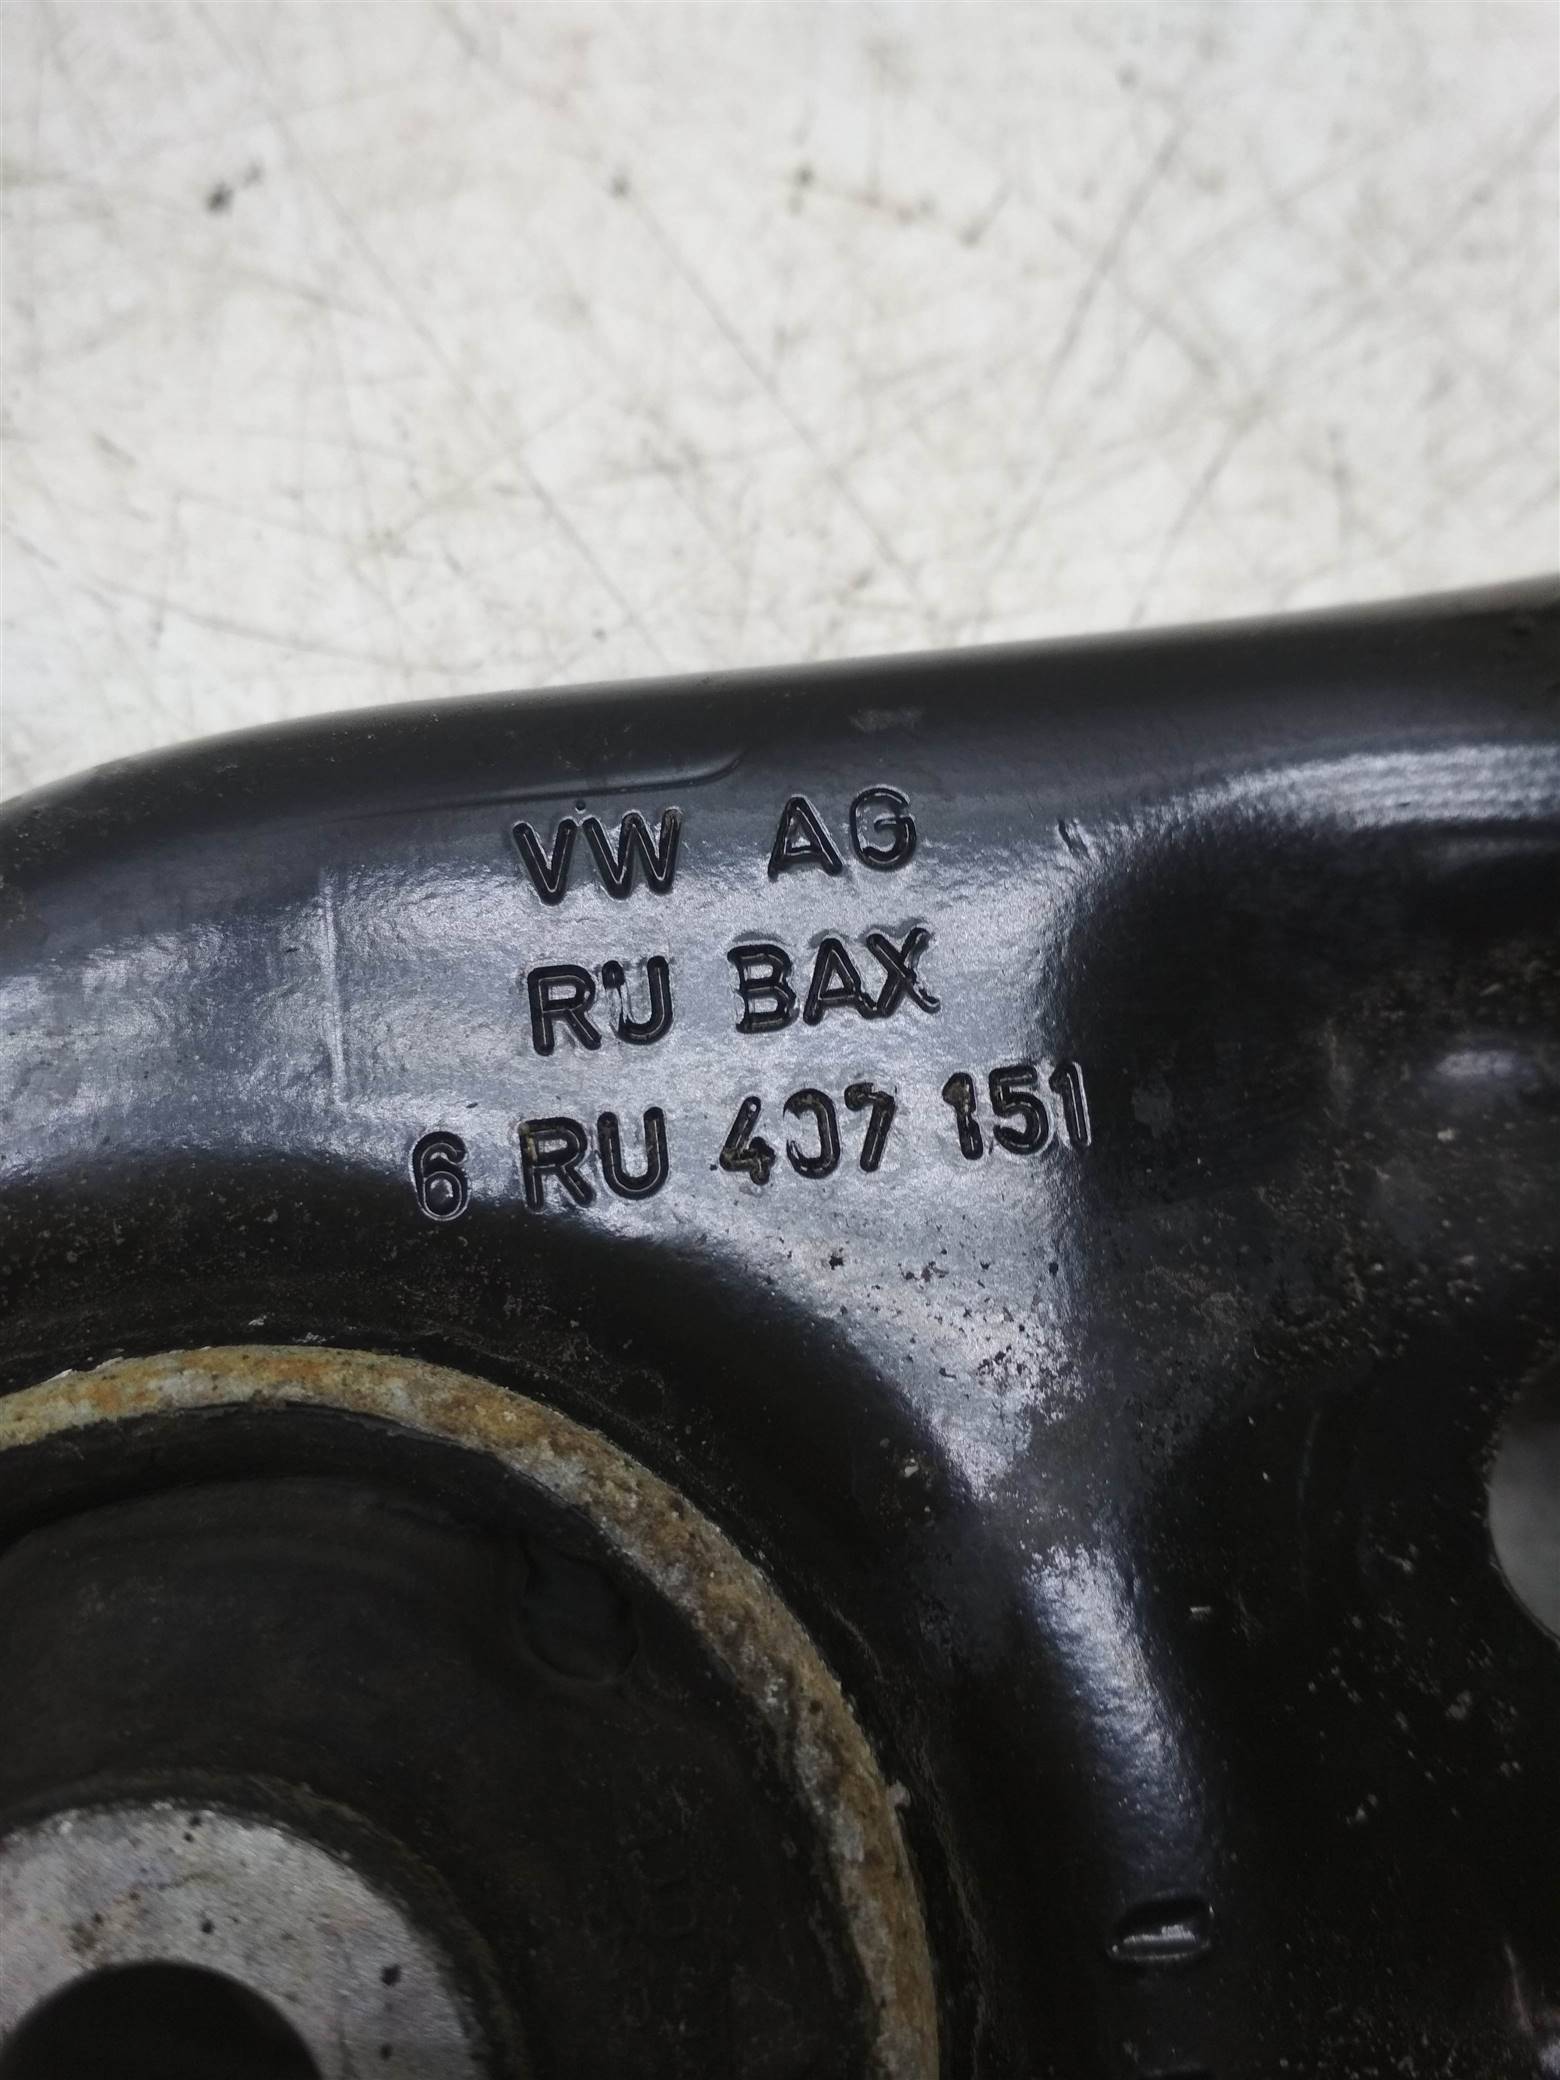 VW AG
RU BAX
6 RU 407 151